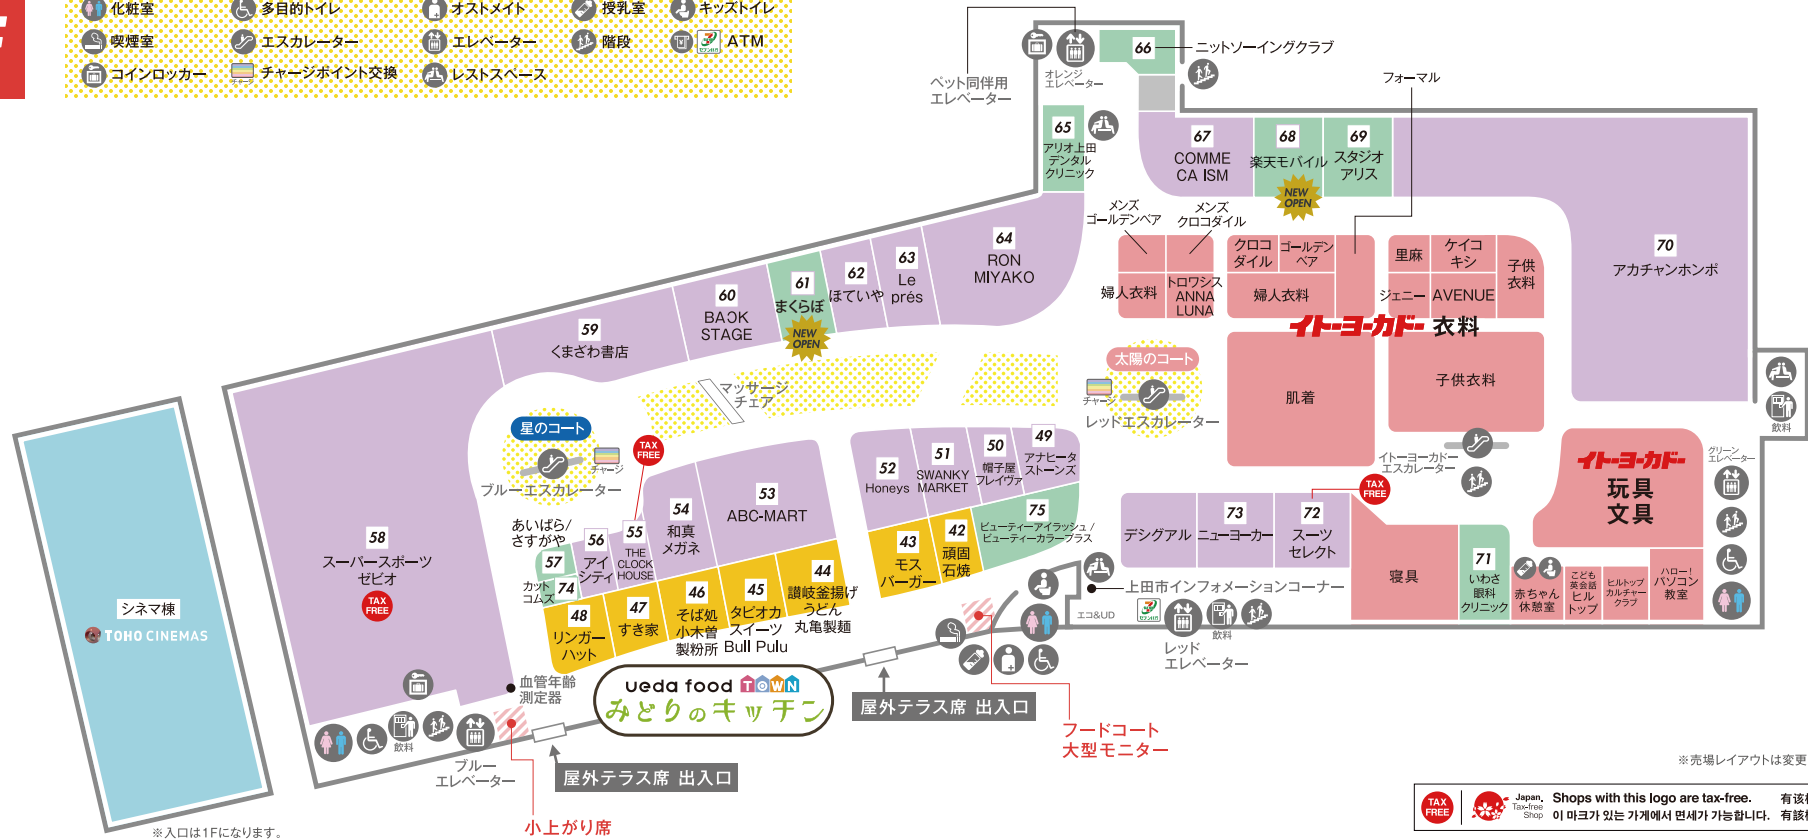 化粧室
多目的トイレ
オストメイト
授乳室
キッズトイレ
喫煙室
エスカレーター
エレベーター
階段
ATM
コインロッカー
チャージ
チャージポイント交換
レストスペース
ペット同伴用
エレベーター
オレンジ
エレベーター
66
ニットソーイングクラブ
フォーマル
65
アリオ上田
デンタル
クリニック
67
COMME
CA ISM
68
楽天モバイル
NEW
OPEN
69
スタジオ
アリス
70
アカチャンホンポ
メンズ
ゴールデンベア
メンズ
クロコダイル
婦人衣料
トロワシス
ANNA
LUNA
クロコ
ダイル
ゴールデン
ベア
婦人衣料
里麻
ケイコ
キシ
子供
衣料
ジェニー
AVENUE
イトーヨーカドー 衣料
肌着
子供衣料
64
RON
MIYAKO
63
Le
prés
62
ほていや
61
まくらぼ
NEW
OPEN
60
BACK
STAGE
59
くまざわ書店
マッサージ
チェア
太陽のコート
チャージ
レッドエスカレーター
星のコート
チャージ
ブルーエスカレーター
TAX
FREE
58
スーパースポーツ
ゼビオ
TAX
FREE
シネマ棟
TOHO CINEMAS
※入口は1Fになります。
あいばら/
さすがや
57
カット
コムズ
74
56
アイ
シティ
55
THE
CLOCK
HOUSE
54
和真
メガネ
53
ABC-MART
52
Honeys
51
SWANKY
MARKET
50
帽子屋
フレイヴァ
49
アナヒータ
ストーンズ
75
ビューティーアイラッシュ /
ビューティーカラープラス
42
頑固
石焼
43
モス
バーガー
44
讃岐釜揚げ
うどん
丸亀製麺
45
タピオカ
スイーツ
Bull Pulu
46
そば処
小木曽
製粉所
47
すき家
48
リンガー
ハット
血管年齢
測定器
ueda food TOWN
みどりのキッチン
屋外テラス席 出入口
屋外テラス席 出入口
飲料
ブルー
エレベーター
小上がり席
フードコート
大型モニター
エコ&UD
上田市インフォメーションコーナー
飲料
レッド
エレベーター
デシグアル
73
ニューヨーカー
72
スーツ
セレクト
TAX
FREE
イトーヨーカドー
エスカレーター
寝具
71
いわさ
眼科
クリニック
赤ちゃん
休憩室
こども
英会話
ヒル
トップ
ヒルトップ
カルチャー
クラブ
ハロー!
パソコン
教室
イトーヨーカドー
玩具
文具
グリーン
エレベーター
飲料
※売場レイアウトは変更
TAX
FREE
Japan.
Tax-free
Shop
Shops with this logo are tax-free.
이 마크가 있는 가게에서 면세가 가능합니다.
有该
有該